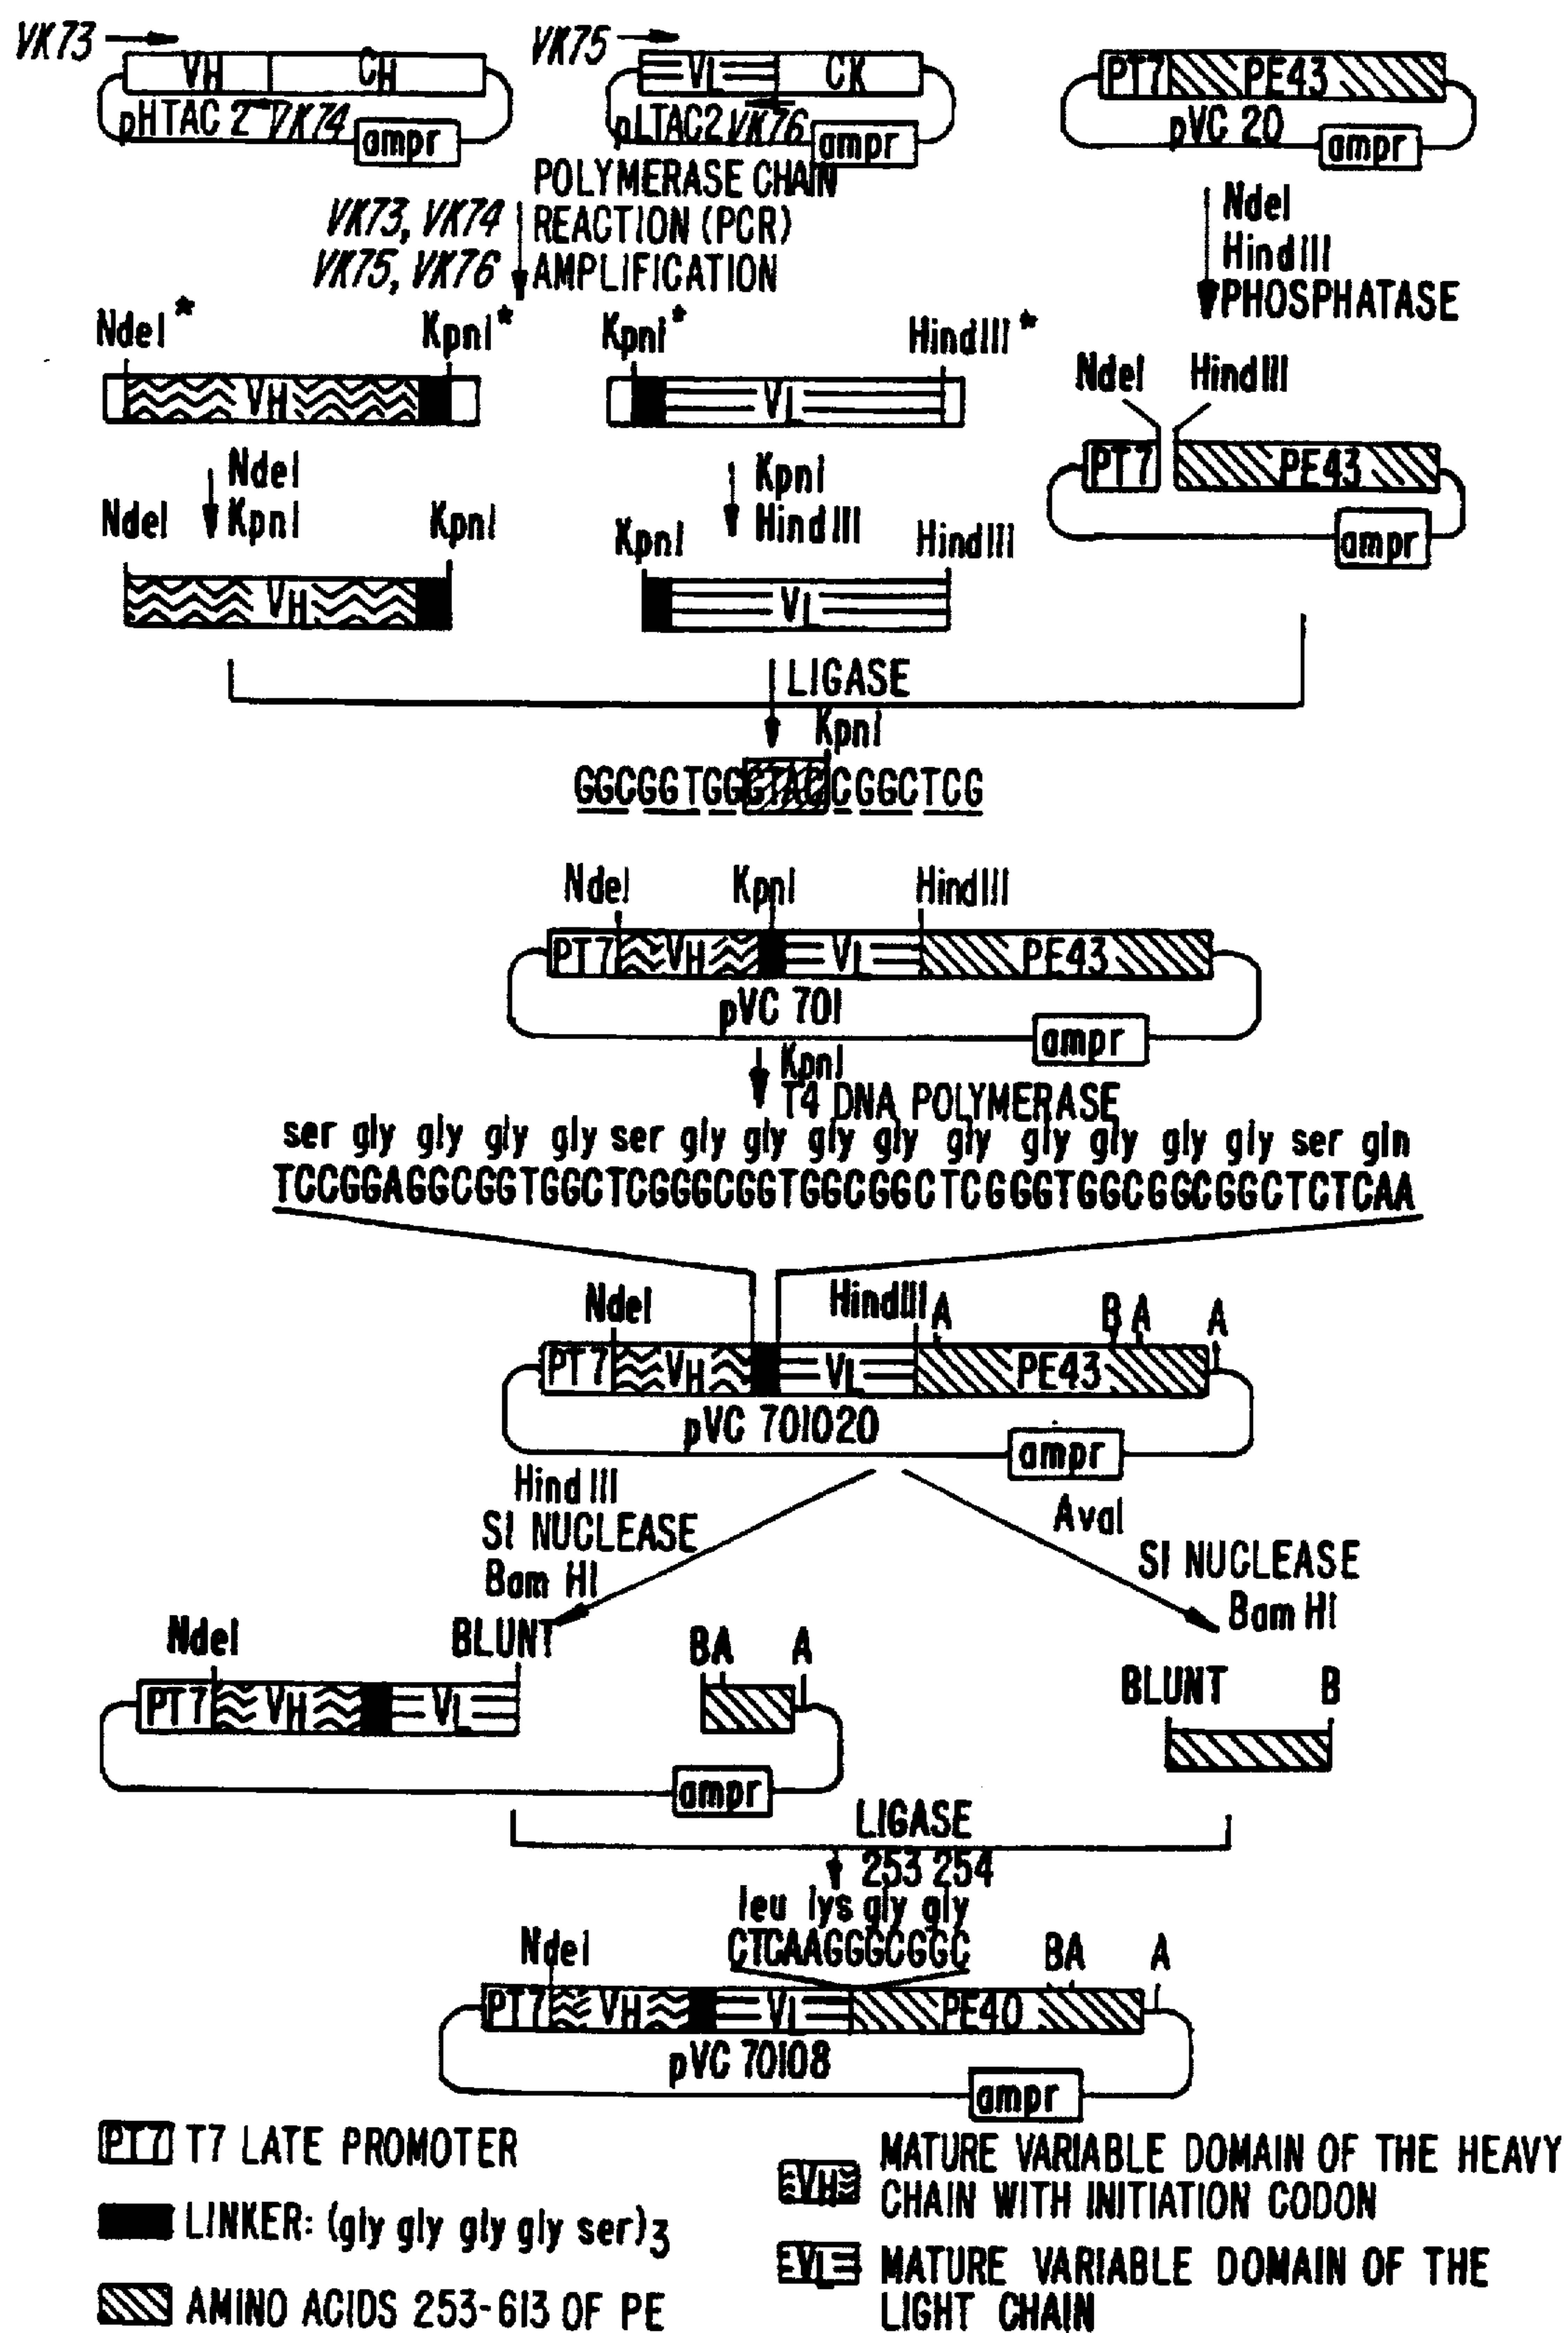 VK73
VH CH
pHTAC 2 VK74
ampr
VK75
VL CK
pLTAC2 VK76
ampr
PT7 PE43
pVC 20
ampr
VK73, VK74
VK75, VK76
POLYMERASE CHAIN
REACTION (PCR)
AMPLIFICATION
NdeI
HindIII
PHOSPHATASE
NdeI* KpnI*
KpnI* HindIII*
VH
VL
NdeI HindIII
PT7 PE43
ampr
NdeI
KpnI
KpnI
HindIII
NdeI KpnI
KpnI HindIII
VH
VL
LIGASE
KpnI
GGCGGTGGGTACCGGCTCG
NdeI KpnI HindIII
PT7 VH VL PE43
pVC 701
ampr
KpnI
T4 DNA POLYMERASE
ser gly gly gly gly ser gly gly gly gly gly gly gly gly gly ser gln
TCCGGAGGCGGTGGCTCGGGCGGTGGCGGCTCGGGTGGCGGCGGCTCTCAA
NdeI HindIII A B A A
PT7 VH VL PE43
pVC 701020
ampr
Hind III
SI NUCLEASE
Bam HI
AvaI
SI NUCLEASE
Bam HI
NdeI BLUNT BA A
PT7 VH VL
ampr
BLUNT B
LIGASE
253 254
leu lys gly gly
CTCAAGGGCGGC
NdeI BA A
PT7 VH VL PE40
pVC 70108
ampr
PT7 T7 LATE PROMOTER
LINKER: (gly gly gly gly ser)3
AMINO ACIDS 253-613 OF PE
VH MATURE VARIABLE DOMAIN OF THE HEAVY
CHAIN WITH INITIATION CODON
VL MATURE VARIABLE DOMAIN OF THE
LIGHT CHAIN